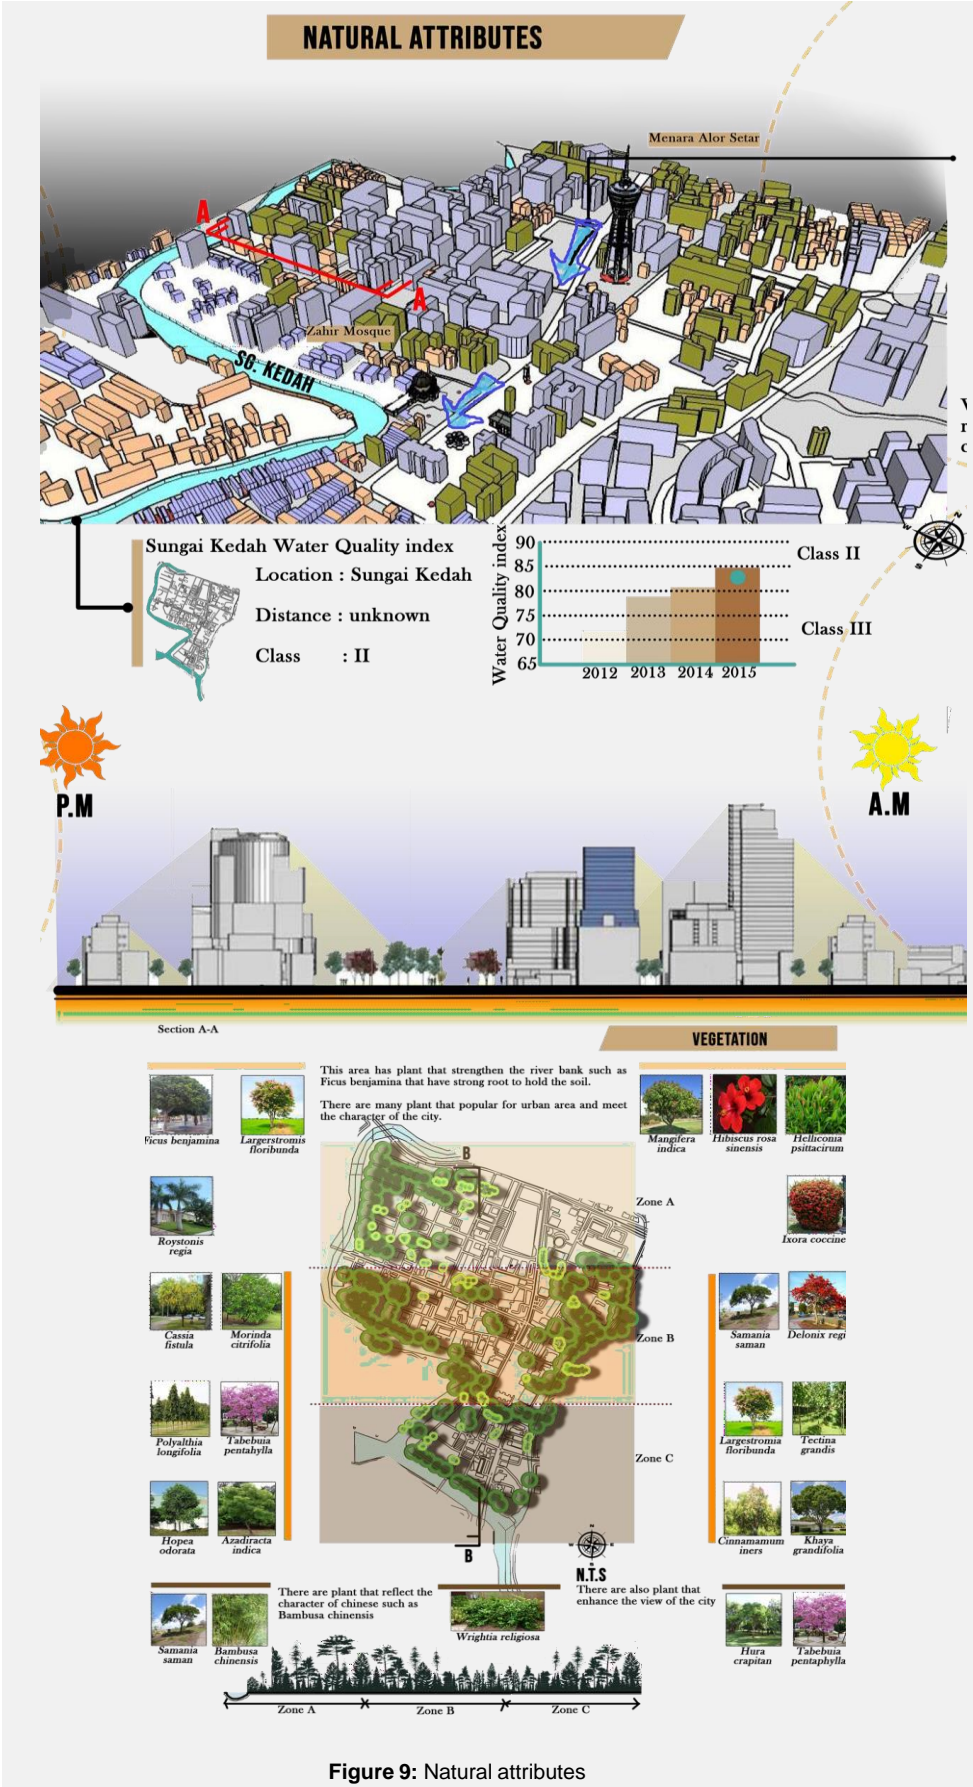 NATURAL ATTRIBUTES
Menara Alor Setar
A
A
Zahir Mosque
SG. KEDAH
Sungai Kedah Water Quality index
Location : Sungai Kedah
Distance : unknown
Class : II
Water Quality index
90
85
80
75
70
65
Class II
Class III
2012 2013 2014 2015
P.M
A.M
Section A-A
VEGETATION
This area has plant that strengthen the river bank such as
Ficus benjamina that have strong root to hold the soil.
There are many plant that popular for urban area and meet
the character of the city.
Ficus benjamina
Largerstromis
floribunda
Mangifera
indica
Hibiscus rosa
sinensis
Helliconia
psittacirum
Roystonis
regia
Ixora coccine
B
Zone A
Cassia
fistula
Morinda
citrifolia
Zone B
Samania
saman
Delonix regi
Polyalthia
longifolia
Tabebuia
pentahylla
Zone C
Largestromia
floribunda
Tectina
grandis
Hopea
odorata
Azadiracta
indica
B
N
N.T.S
Cinnamamum
iners
Khaya
grandifolia
There are plant that reflect the
character of chinese such as
Bambusa chinensis
There are also plant that
enhance the view of the city
Samania
saman
Bambusa
chinensis
Wrightia religiosa
Hura
crapitan
Tabebuia
pentaphylla
Zone A Zone B Zone C
Figure 9: Natural attributes